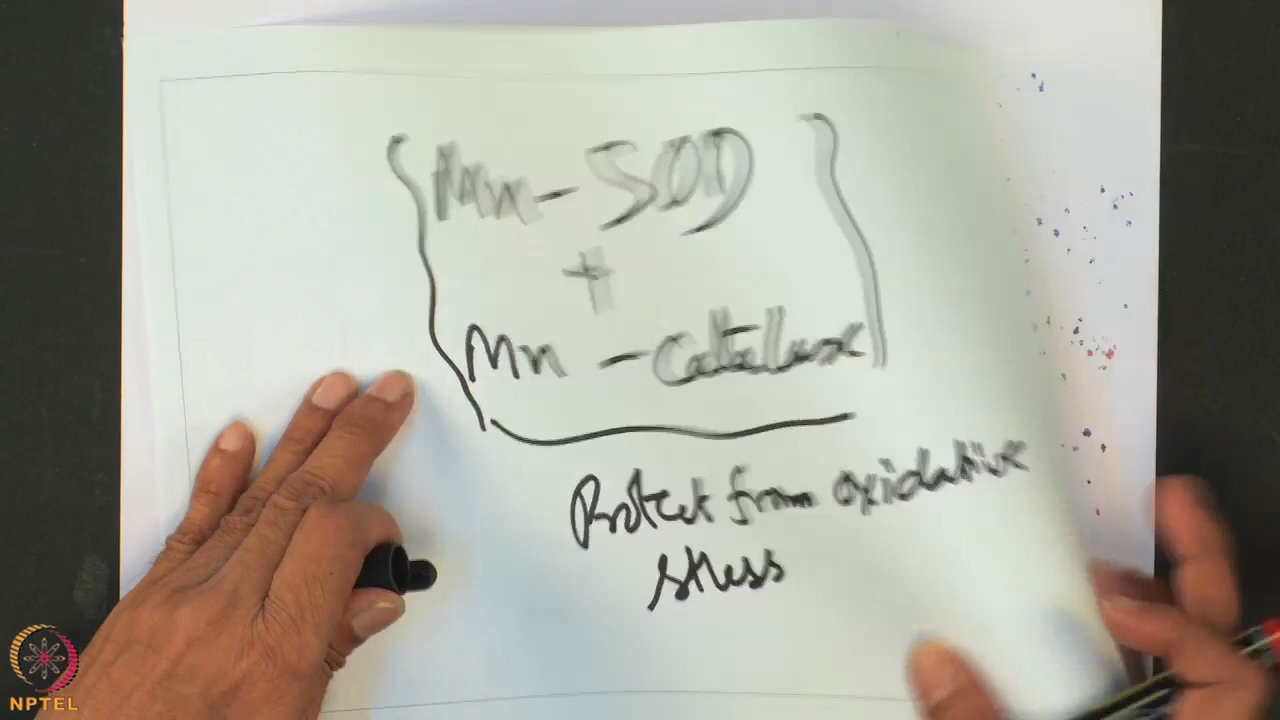 Mn-SOD
+
Mn - Catalase
Protect from oxidative
stress
NPTEL